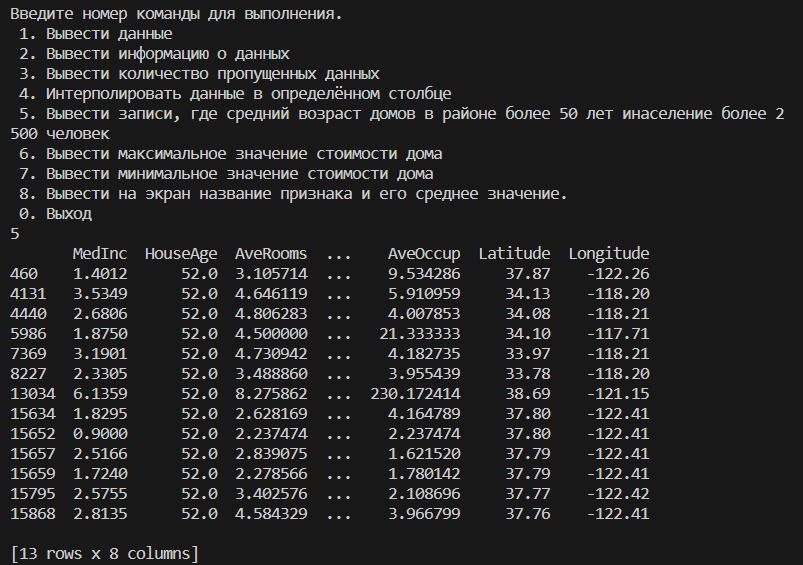 Введите номер команды для выполнения.
 1. Вывести данные
 2. Вывести информацию о данных
 3. Вывести количество пропущенных данных
 4. Интерполировать данные в определённом столбце
 5. Вывести записи, где средний возраст домов в районе более 50 лет инаселение более 2
500 человек
 6. Вывести максимальное значение стоимости дома
 7. Вывести минимальное значение стоимости дома
 8. Вывести на экран название признака и его среднее значение.
 0. Выход
5
       MedInc  HouseAge  AveRooms  ...    AveOccup  Latitude  Longitude
460    1.4012      52.0  3.105714  ...    9.534286     37.87    -122.26
4131   3.5349      52.0  4.646119  ...    5.910959     34.13    -118.20
4440   2.6806      52.0  4.806283  ...    4.007853     34.08    -118.21
5986   1.8750      52.0  4.500000  ...   21.333333     34.10    -117.71
7369   3.1901      52.0  4.730942  ...    4.182735     33.97    -118.21
8227   2.3305      52.0  3.488860  ...    3.955439     33.78    -118.20
13034  6.1359      52.0  8.275862  ...  230.172414     38.69    -121.15
15634  1.8295      52.0  2.628169  ...    4.164789     37.80    -122.41
15652  0.9000      52.0  2.237474  ...    2.237474     37.80    -122.41
15657  2.5166      52.0  2.839075  ...    1.621520     37.79    -122.41
15659  1.7240      52.0  2.278566  ...    1.780142     37.79    -122.41
15795  2.5755      52.0  3.402576  ...    2.108696     37.77    -122.42
15868  2.8135      52.0  4.584329  ...    3.966799     37.76    -122.41
[13 rows x 8 columns]